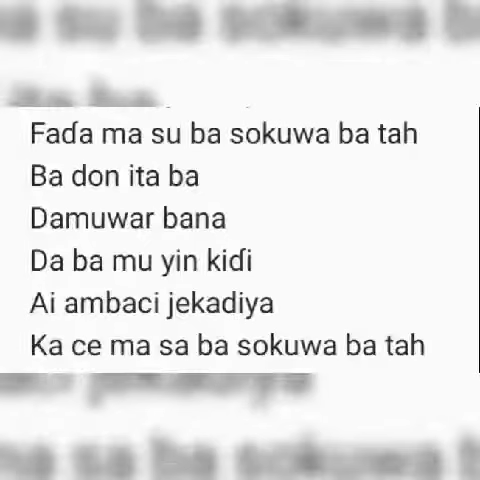 Faɗa ma su ba sokuwa ba tah
Ba don ita ba
Damuwar bana
Da ba mu yin kiɗi
Ai ambaci jekadiya
Ka ce ma sa ba sokuwa ba tah